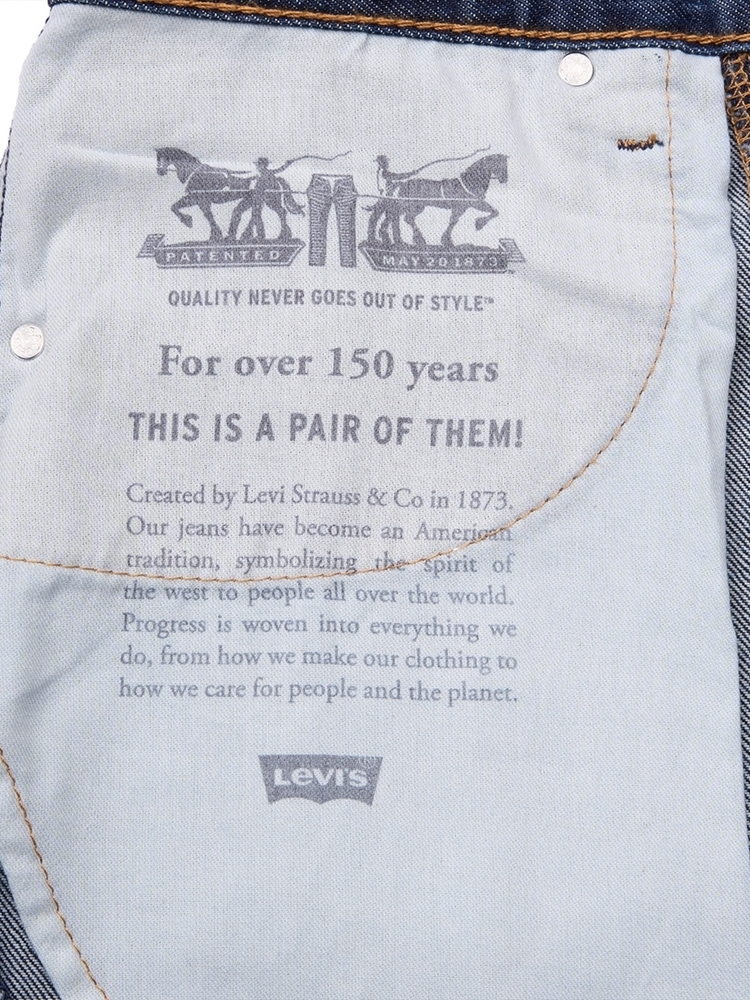 PATENTED MAY 20 1873
QUALITY NEVER GOES OUT OF STYLE™
For over 150 years
THIS IS A PAIR OF THEM!
Created by Levi Strauss & Co in 1873.
Our jeans have become an American
tradition, symbolizing the spirit of
the west to people all over the world.
Progress is woven into everything we
do, from how we make our clothing to
how we care for people and the planet.
LEVI'S